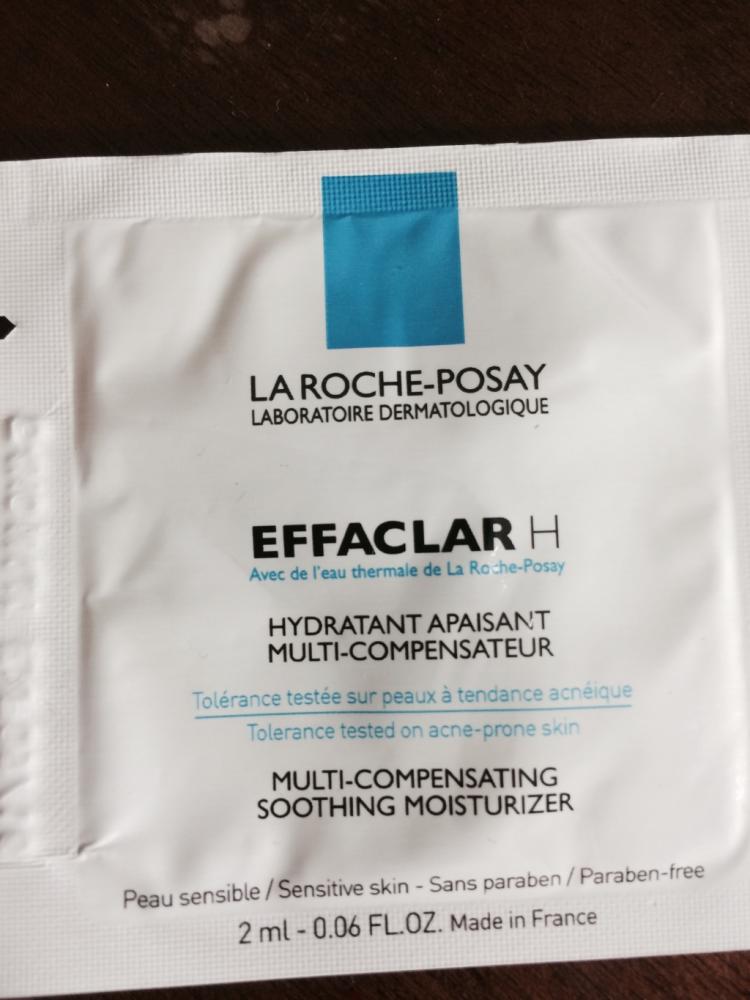 LA ROCHE-POSAY
LABORATOIRE DERMATOLOGIQUE
EFFACLAR H
Avec de l'eau thermale de La Roche-Posay
HYDRATANT APAISANT
MULTI-COMPENSATEUR
Tolérance testée sur peaux à tendance acnéique
Tolerance tested on acne-prone skin
MULTI-COMPENSATING
SOOTHING MOISTURIZER
Peau sensible / Sensitive skin - Sans paraben / Paraben-free
2 ml - 0.06 FL.OZ. Made in France